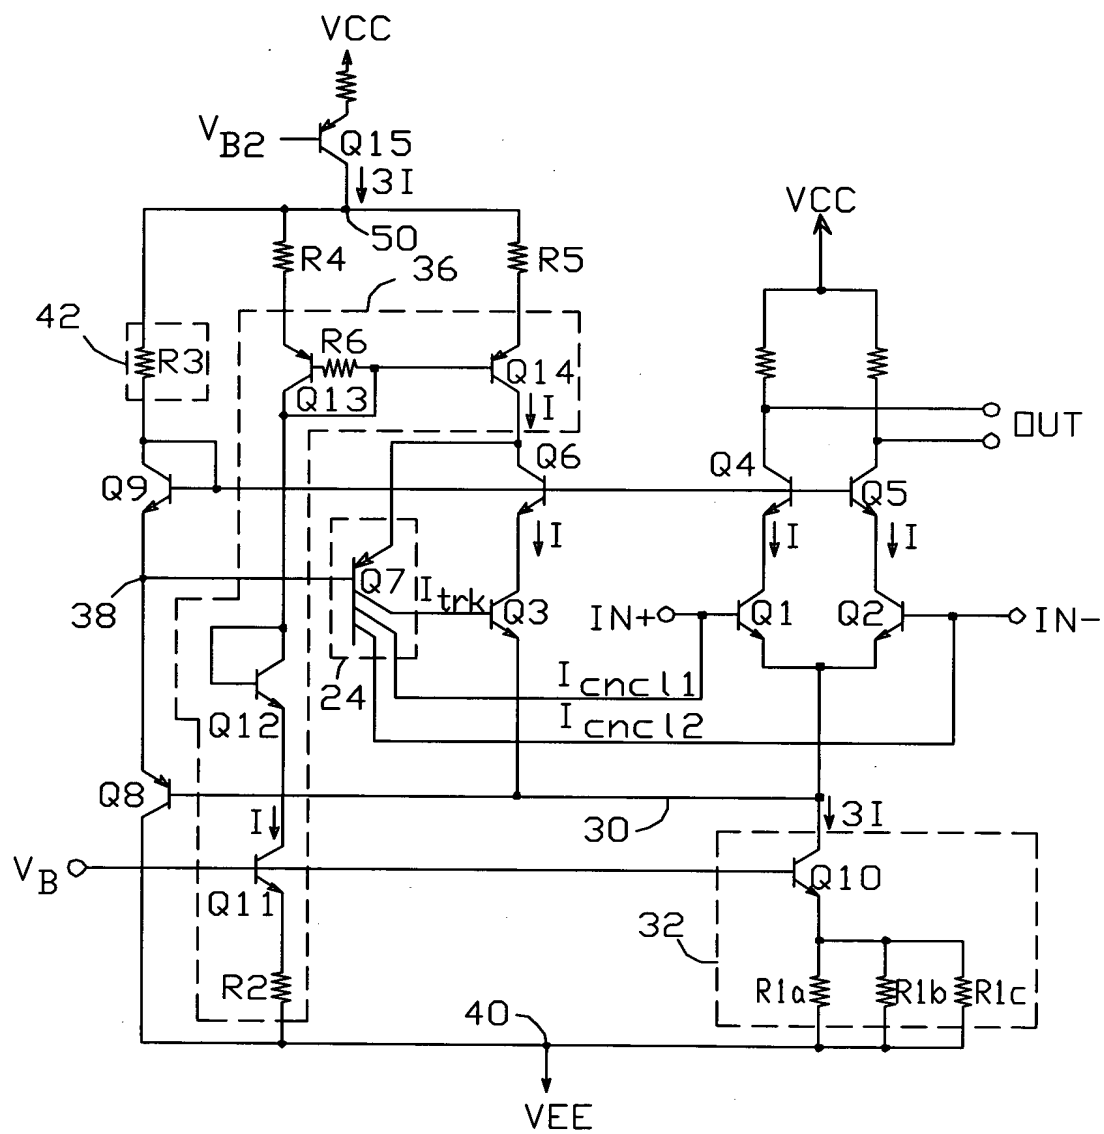 VCC
VB2
Q15
3I
VCC
50
R4
R5
36
42
R3
R6
Q13
Q14
I
OUT
Q9
Q6
Q4
Q5
I
I
I
Q7
Itrk
38
Q3
IN+
Q1
Q2
IN-
24
Icncl1
Icncl2
Q12
Q8
I
30
3I
VB
Q11
Q10
32
R2
R1a
R1b
R1c
40
VEE